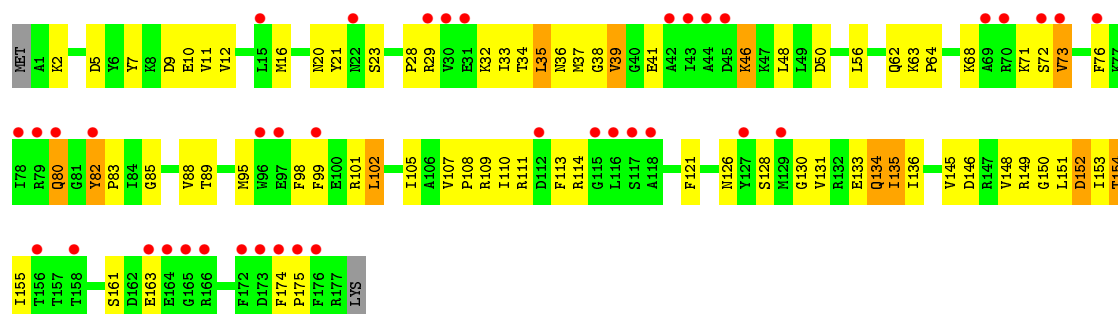 MET A1 K2 D5 Y6 Y7 K8 D9 E10 V11 V12 L15 M16 N20 Y21 N22 S23 P28 R29 V30 E31 K32 I33 T34 L35 N36 M37 G38 V39 G40 E41 A42 I43 A44 D45 K46 K47 L48 L49 D50 L56 Q62 K63 P64 K68 A69 R70 K71 S72 V73 F76 K77
I78 R79 Q80 G81 Y82 P83 I84 G85 V88 T89 M95 W96 E97 F98 F99 E100 R101 L102 I105 A106 V107 P108 R109 I110 R111 D112 F113 R114 G115 L116 S117 A118 F121 N126 Y127 S128 M129 G130 V131 R132 E133 Q134 I135 I136 V145 D146 R147 V148 R149 G150 L151 D152 I153 T154
I155 T156 T157 T158 S161 D162 E163 E164 G165 R166 F172 D173 F174 P175 F176 R177 LYS